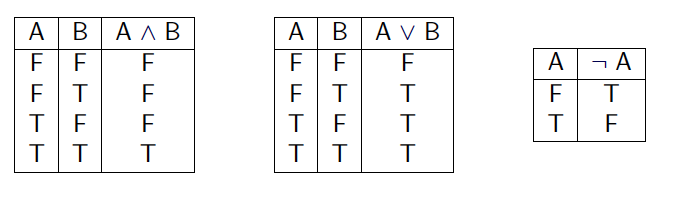 A B A ∧ B
F F F
F T F
T F F
T T T
A B A ∨ B
F F F
F T T
T F T
T T T
A ¬ A
F T
T F